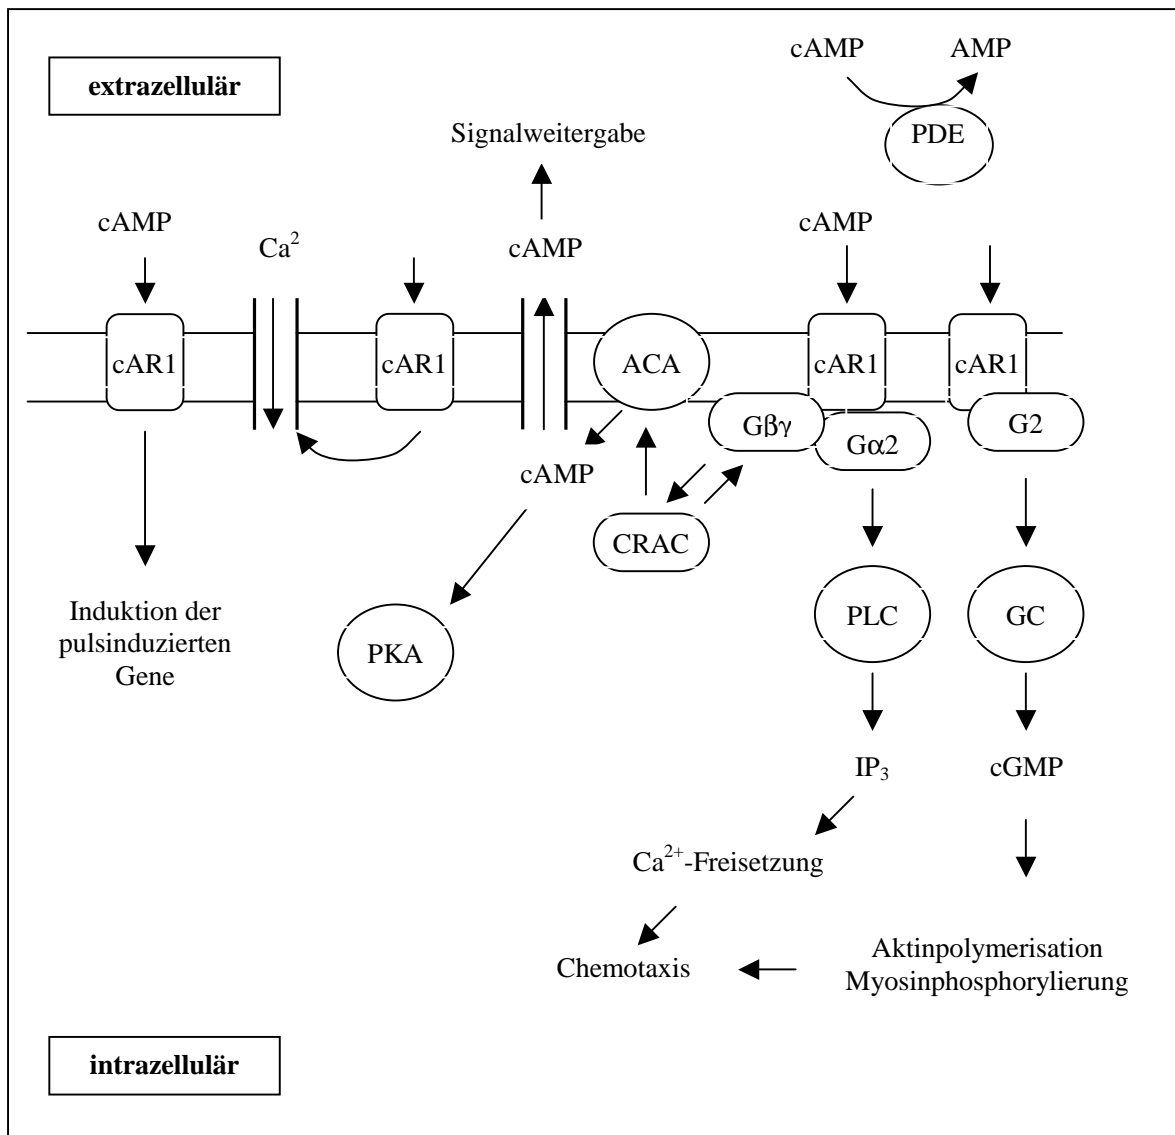 cAMP AMP
extrazellulär
PDE
Signalweitergabe
cAMP cAMP
Ca2 cAMP
cAR1 cAR1 ACA cAR1 cAR1
Gβγ Gα2 G2
cAMP
CRAC
Induktion der
pulsinduzierten
Gene
PKA PLC GC
IP3 cGMP
Ca2+-Freisetzung
Aktinpolymerisation
Myosinphosphorylierung
Chemotaxis
intrazellulär